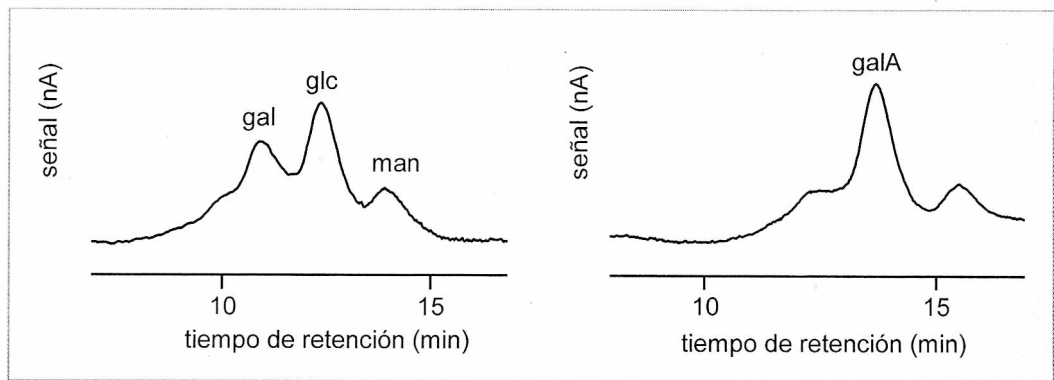 señal (nA)
gal
glc
man
10
15
tiempo de retención (min)
señal (nA)
galA
10
15
tiempo de retención (min)